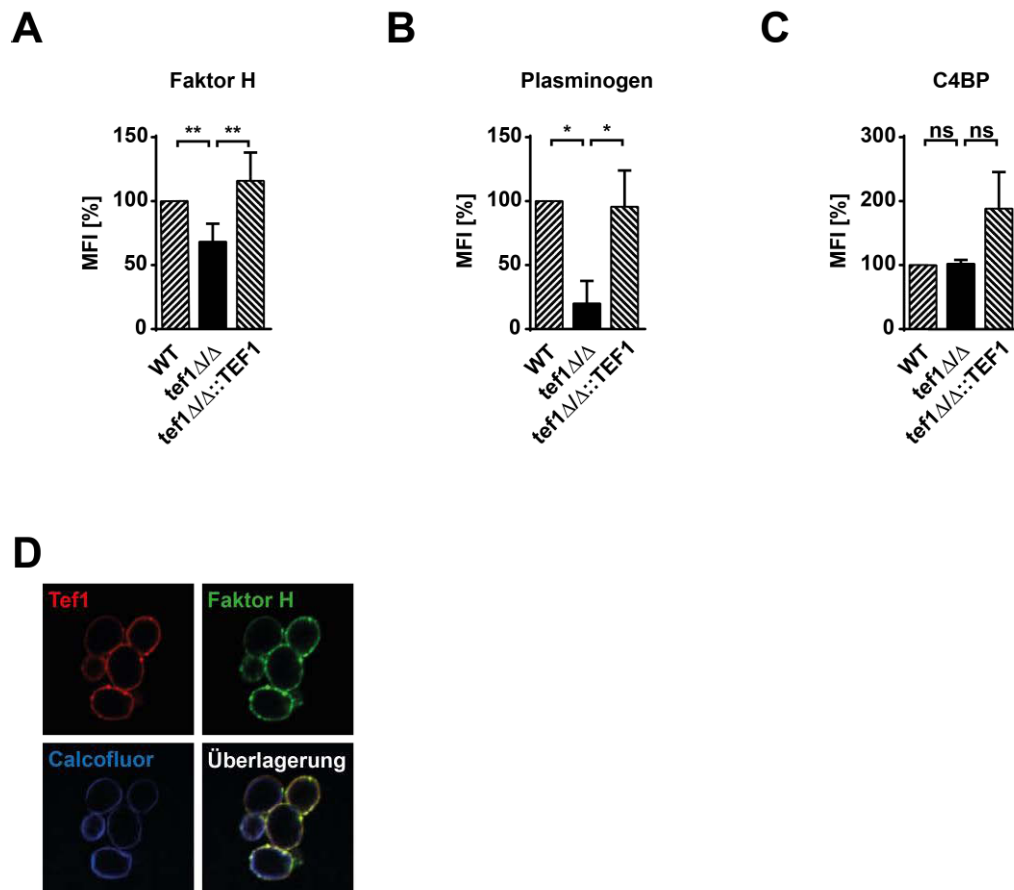 A
Faktor H
** **
150
100
50
0
MFI [%]
WT
tef1Δ/Δ
tef1Δ/Δ::TEF1
B
Plasminogen
* *
150
100
50
0
MFI [%]
WT
tef1Δ/Δ
tef1Δ/Δ::TEF1
C
C4BP
ns ns
300
200
100
0
MFI [%]
WT
tef1Δ/Δ
tef1Δ/Δ::TEF1
D
Tef1
Faktor H
Calcofluor
Überlagerung